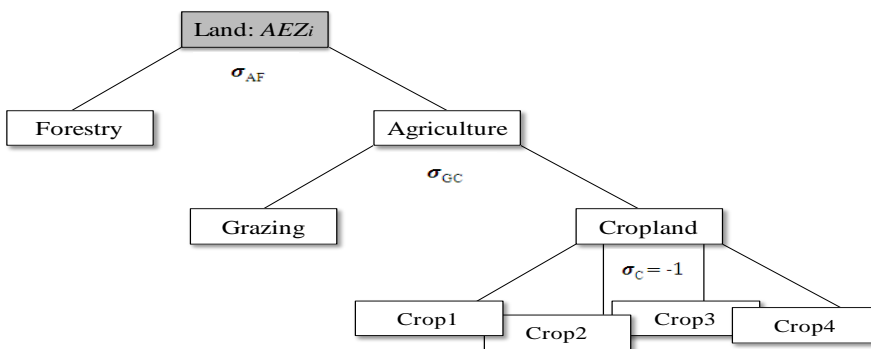 Land: AEZi
σAF
Forestry
Agriculture
σGC
Grazing
Cropland
σC = -1
Crop1
Crop2
Crop3
Crop4